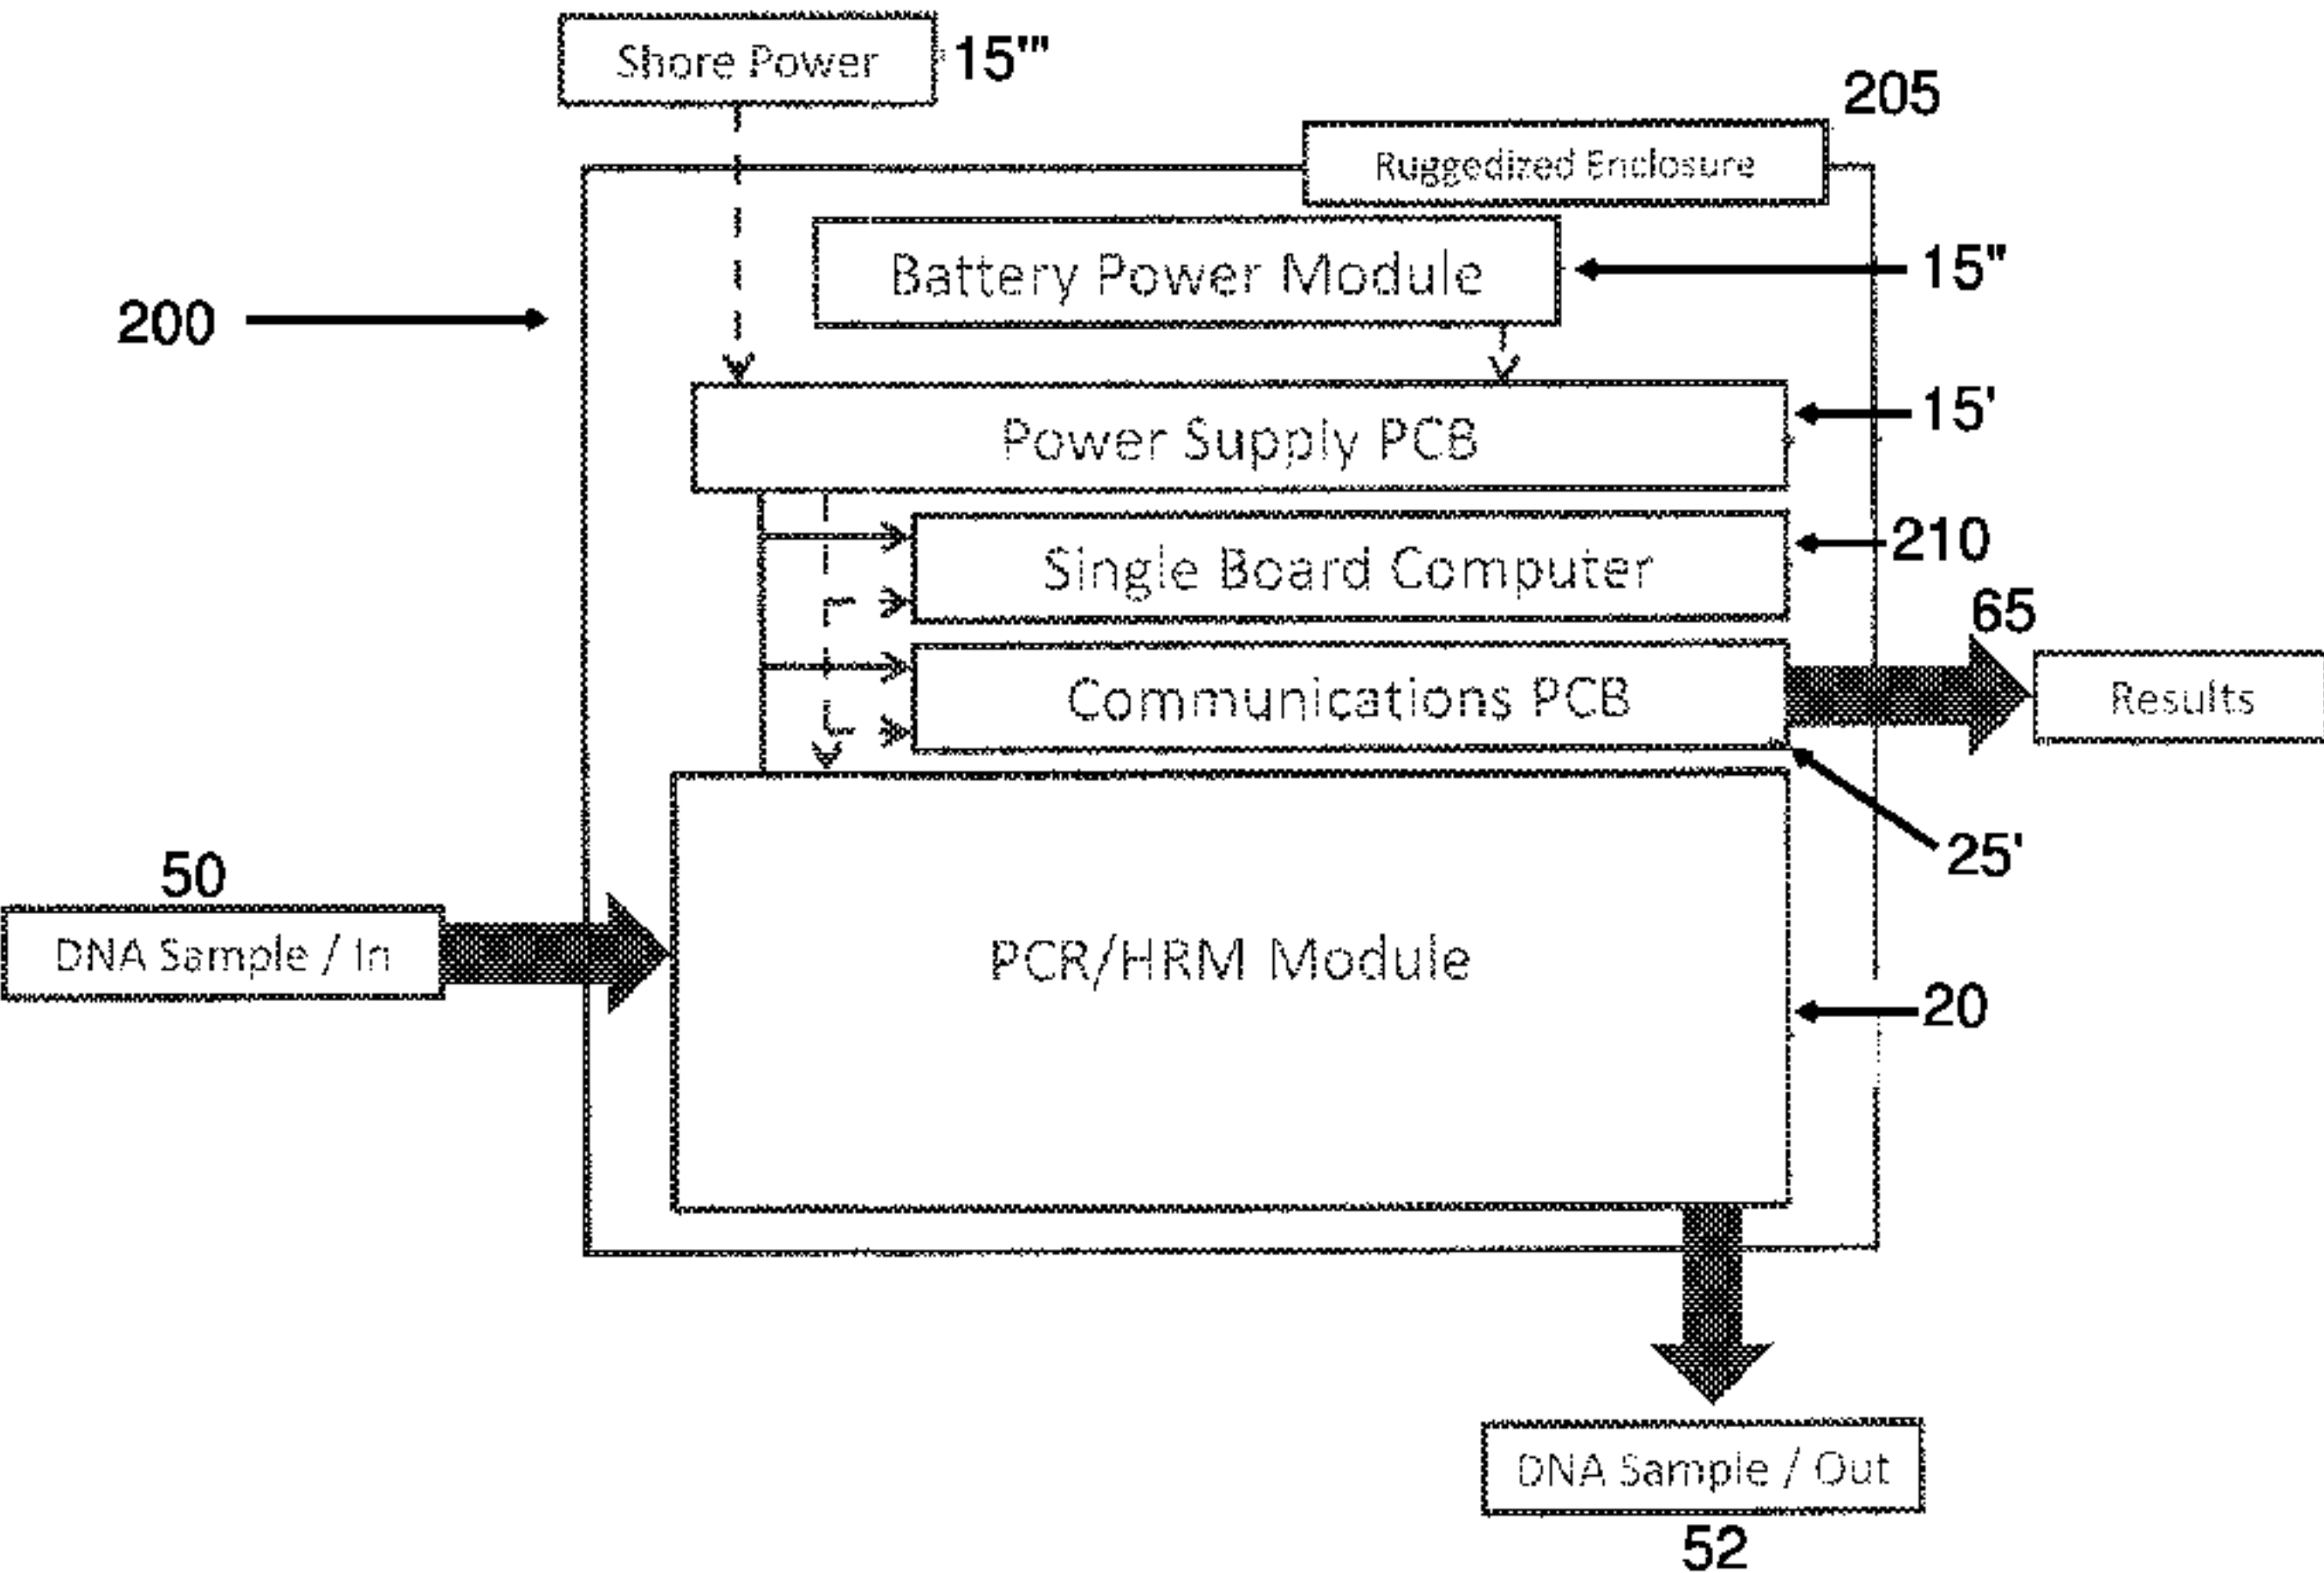 Shore Power
15'''
205
Ruggedized Enclosure
Battery Power Module
15"
200
15'
Power Supply PCB
Single Board Computer
210
65
Communications PCB
Results
25'
50
DNA Sample / In
PCR/HRM Module
20
DNA Sample / Out
52